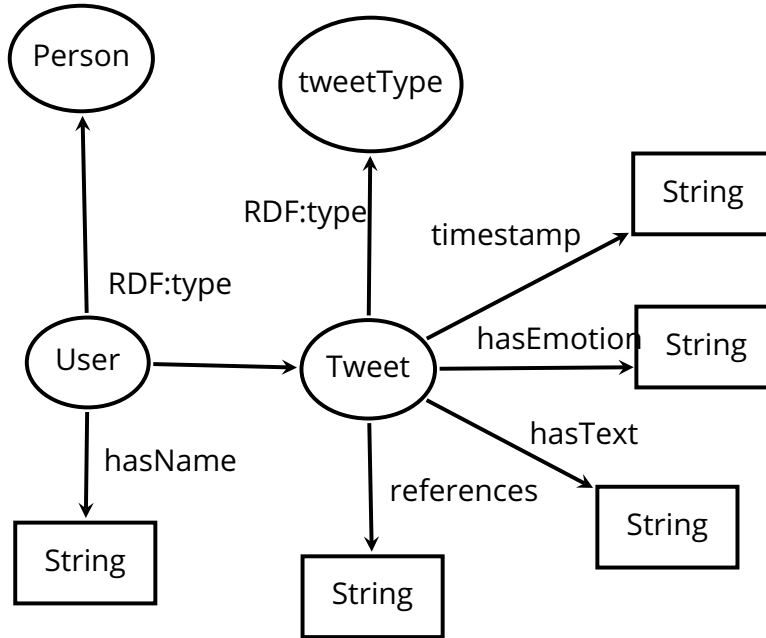 Person
tweetType
String
RDF:type
timestamp
RDF:type
hasEmotion
String
User
Tweet
hasText
hasName
references
String
String
String